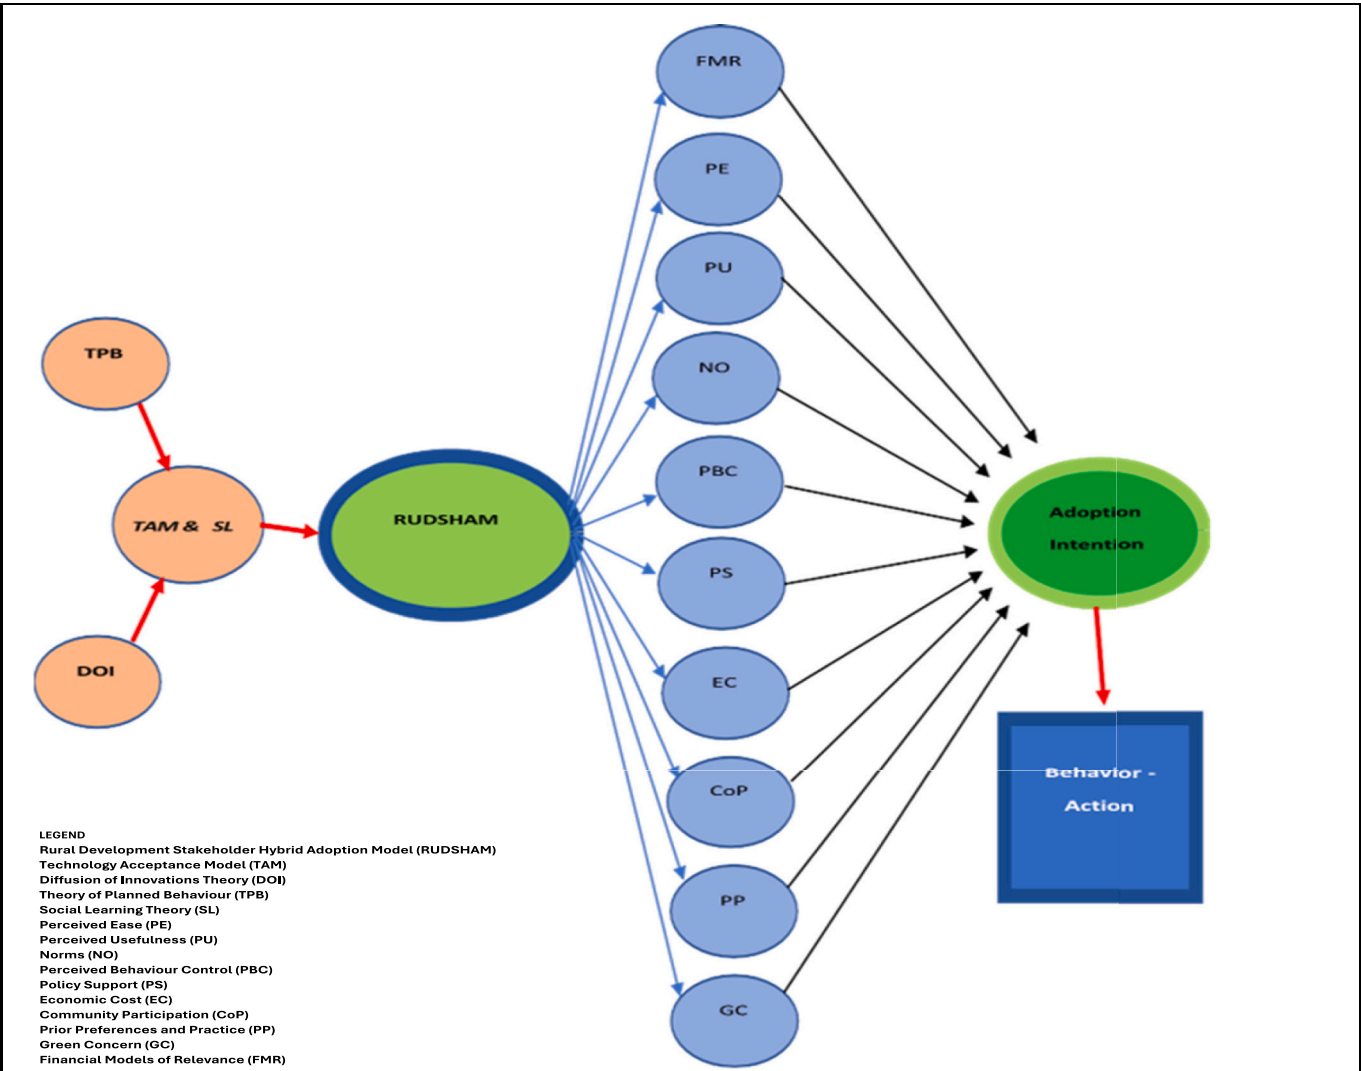 FMR
PE
PU
NO
PBC
PS
EC
CoP
PP
GC
TPB
TAM & SL
DOI
RUDSHAM
Adoption
Intention
Behavior -
Action
LEGEND
Rural Development Stakeholder Hybrid Adoption Model (RUDSHAM)
Technology Acceptance Model (TAM)
Diffusion of Innovations Theory (DOI)
Theory of Planned Behaviour (TPB)
Social Learning Theory (SL)
Perceived Ease (PE)
Perceived Usefulness (PU)
Norms (NO)
Perceived Behaviour Control (PBC)
Policy Support (PS)
Economic Cost (EC)
Community Participation (CoP)
Prior Preferences and Practice (PP)
Green Concern (GC)
Financial Models of Relevance (FMR)